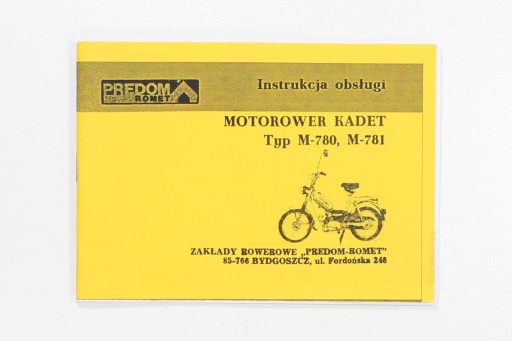 PREDOM
ROMET
Instrukcja obsługi
MOTOROWER KADET
Typ M-780, M-781
ZAKŁADY ROWEROWE „PREDOM-ROMET"
85-766 BYDGOSZCZ, ul. Fordońska 246